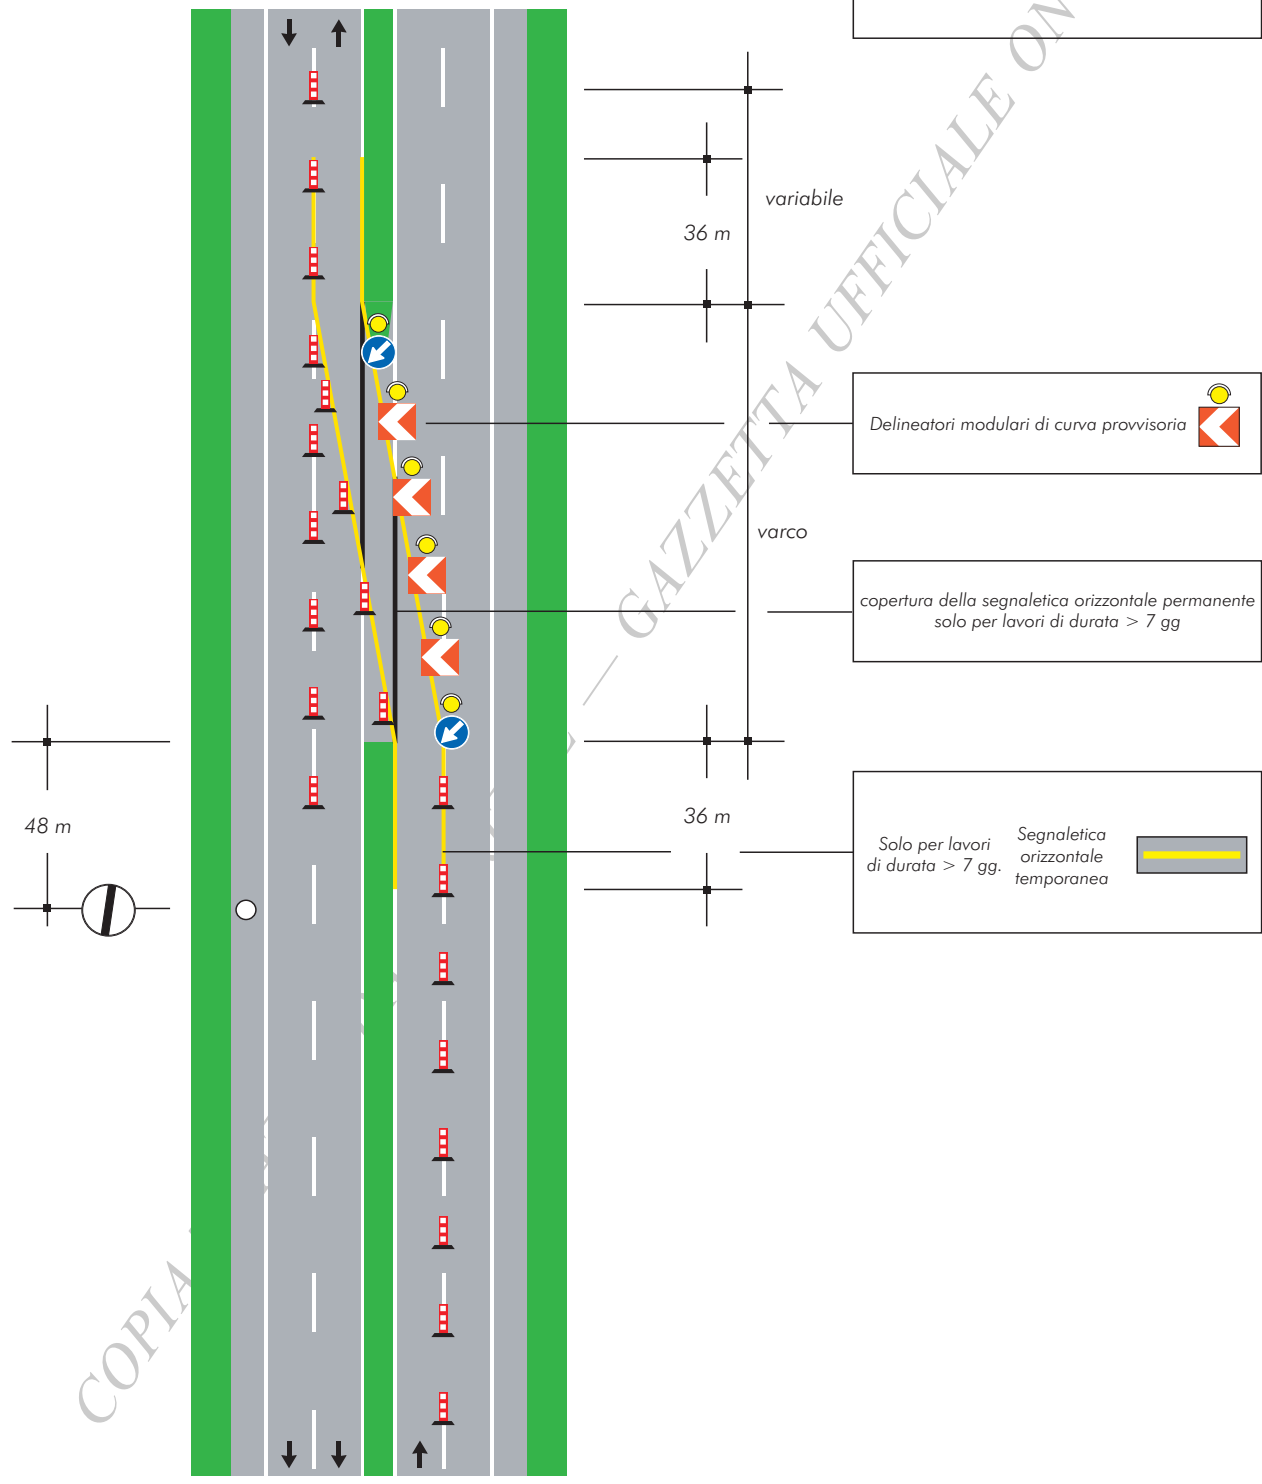 variabile
36 m
Delineatori modulari di curva provvisoria
varco
copertura della segnaletica orizzontale permanente
solo per lavori di durata > 7 gg
48 m
36 m
Solo per lavori
di durata > 7 gg.
Segnaletica
orizzontale
temporanea
COPIA
— GAZZETTA UFFICIALE ON